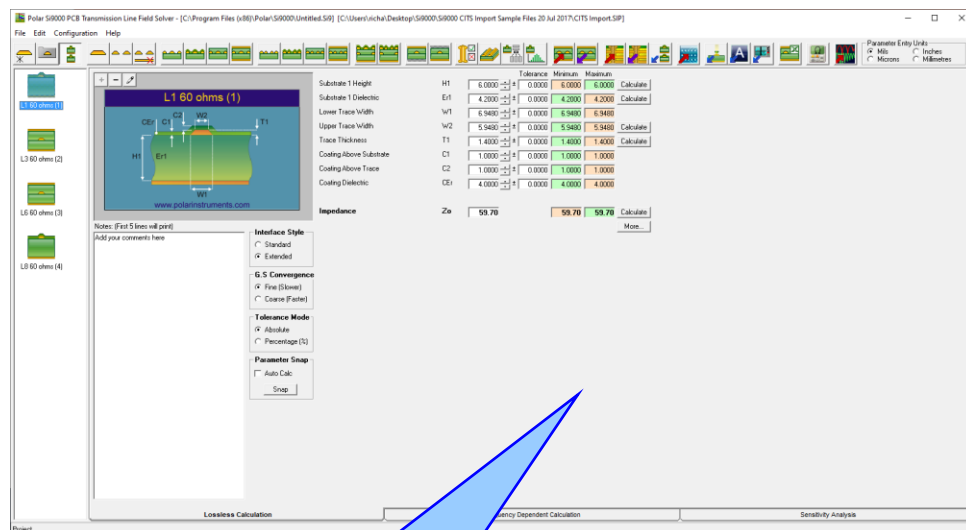 Polar Si9000 PCB Transmission Line Field Solver - [C:\Program Files (x86)\Polar\Si9000\Untitled.Si9] [C:\Users\richa\Desktop\Si9000\Si9000 CITS Import Sample Files 20 Jul 2017\CITS Import.SIP]
File Edit Configuration Help
Parameter Entry Units
Mils Inches
Microns Millimetres
L1 60 ohms (1)
L3 60 ohms (2)
L6 60 ohms (3)
L8 60 ohms (4)
+ -
L1 60 ohms (1)
CEr C1 C2 W2 T1
H1 Er1
W1
www.polarinstruments.com
Notes: (First 5 lines will print)
Add your comments here
Interface Style
Standard
Extended
G.S Convergence
Fine (Slower)
Coarse (Faster)
Tolerance Mode
Absolute
Percentage (%)
Parameter Snap
Auto Calc
Snap
Tolerance Minimum Maximum
Substrate 1 Height H1 6.0000 ± 0.0000 6.0000 6.0000 Calculate
Substrate 1 Dielectric Er1 4.2000 ± 0.0000 4.2000 4.2000 Calculate
Lower Trace Width W1 6.9480 ± 0.0000 6.9480 6.9480
Upper Trace Width W2 5.9480 ± 0.0000 5.9480 5.9480 Calculate
Trace Thickness T1 1.4000 ± 0.0000 1.4000 1.4000 Calculate
Coating Above Substrate C1 1.0000 ± 0.0000 1.0000 1.0000
Coating Above Trace C2 1.0000 ± 0.0000 1.0000 1.0000
Coating Dielectric CEr 4.0000 ± 0.0000 4.0000 4.0000
Impedance Zo 59.70 59.70 59.70 Calculate
More...
Lossless Calculation
Dependent Calculation
Sensitivity Analysis
Project